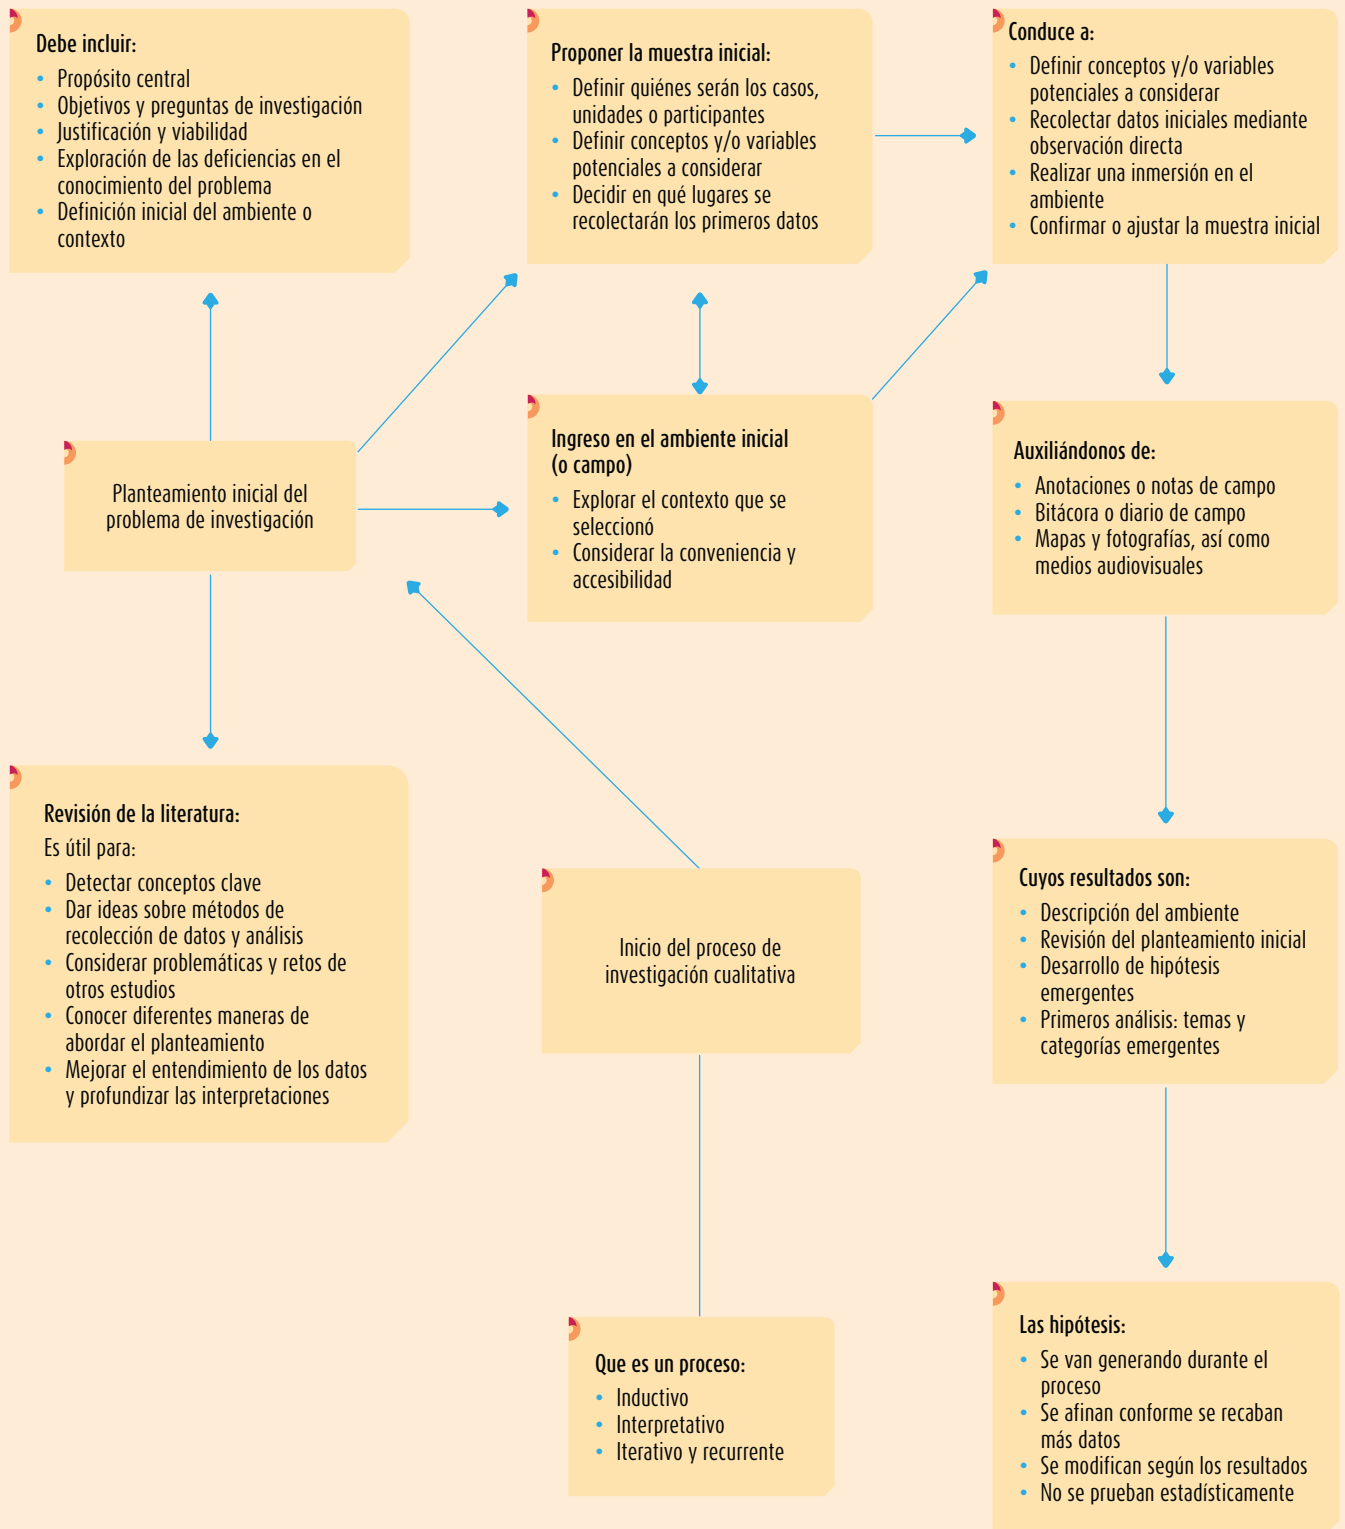 Debe incluir:
• Propósito central
• Objetivos y preguntas de investigación
• Justificación y viabilidad
• Exploración de las deficiencias en el
conocimiento del problema
• Definición inicial del ambiente o
contexto
Proponer la muestra inicial:
• Definir quiénes serán los casos,
unidades o participantes
• Definir conceptos y/o variables
potenciales a considerar
• Decidir en qué lugares se
recolectarán los primeros datos
Conduce a:
• Definir conceptos y/o variables
potenciales a considerar
• Recolectar datos iniciales mediante
observación directa
• Realizar una inmersión en el
ambiente
• Confirmar o ajustar la muestra inicial
Planteamiento inicial del
problema de investigación
Ingreso en el ambiente inicial
(o campo)
• Explorar el contexto que se
seleccionó
• Considerar la conveniencia y
accesibilidad
Auxiliándonos de:
• Anotaciones o notas de campo
• Bitácora o diario de campo
• Mapas y fotografías, así como
medios audiovisuales
Revisión de la literatura:
Es útil para:
• Detectar conceptos clave
• Dar ideas sobre métodos de
recolección de datos y análisis
• Considerar problemáticas y retos de
otros estudios
• Conocer diferentes maneras de
abordar el planteamiento
• Mejorar el entendimiento de los datos
y profundizar las interpretaciones
Inicio del proceso de
investigación cualitativa
Cuyos resultados son:
• Descripción del ambiente
• Revisión del planteamiento inicial
• Desarrollo de hipótesis
emergentes
• Primeros análisis: temas y
categorías emergentes
Que es un proceso:
• Inductivo
• Interpretativo
• Iterativo y recurrente
Las hipótesis:
• Se van generando durante el
proceso
• Se afinan conforme se recaban
más datos
• Se modifican según los resultados
• No se prueban estadísticamente